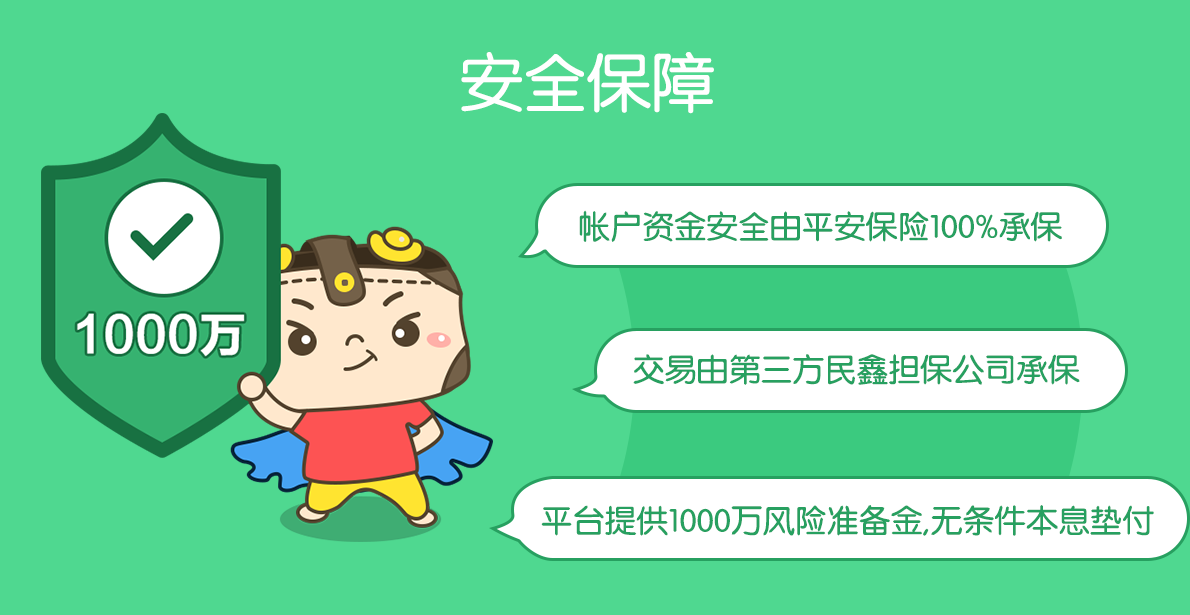 安全保障
1000万
帐户资金安全由平安保险100%承保
交易由第三方民鑫担保公司承保
平台提供1000万风险准备金,无条件本息垫付